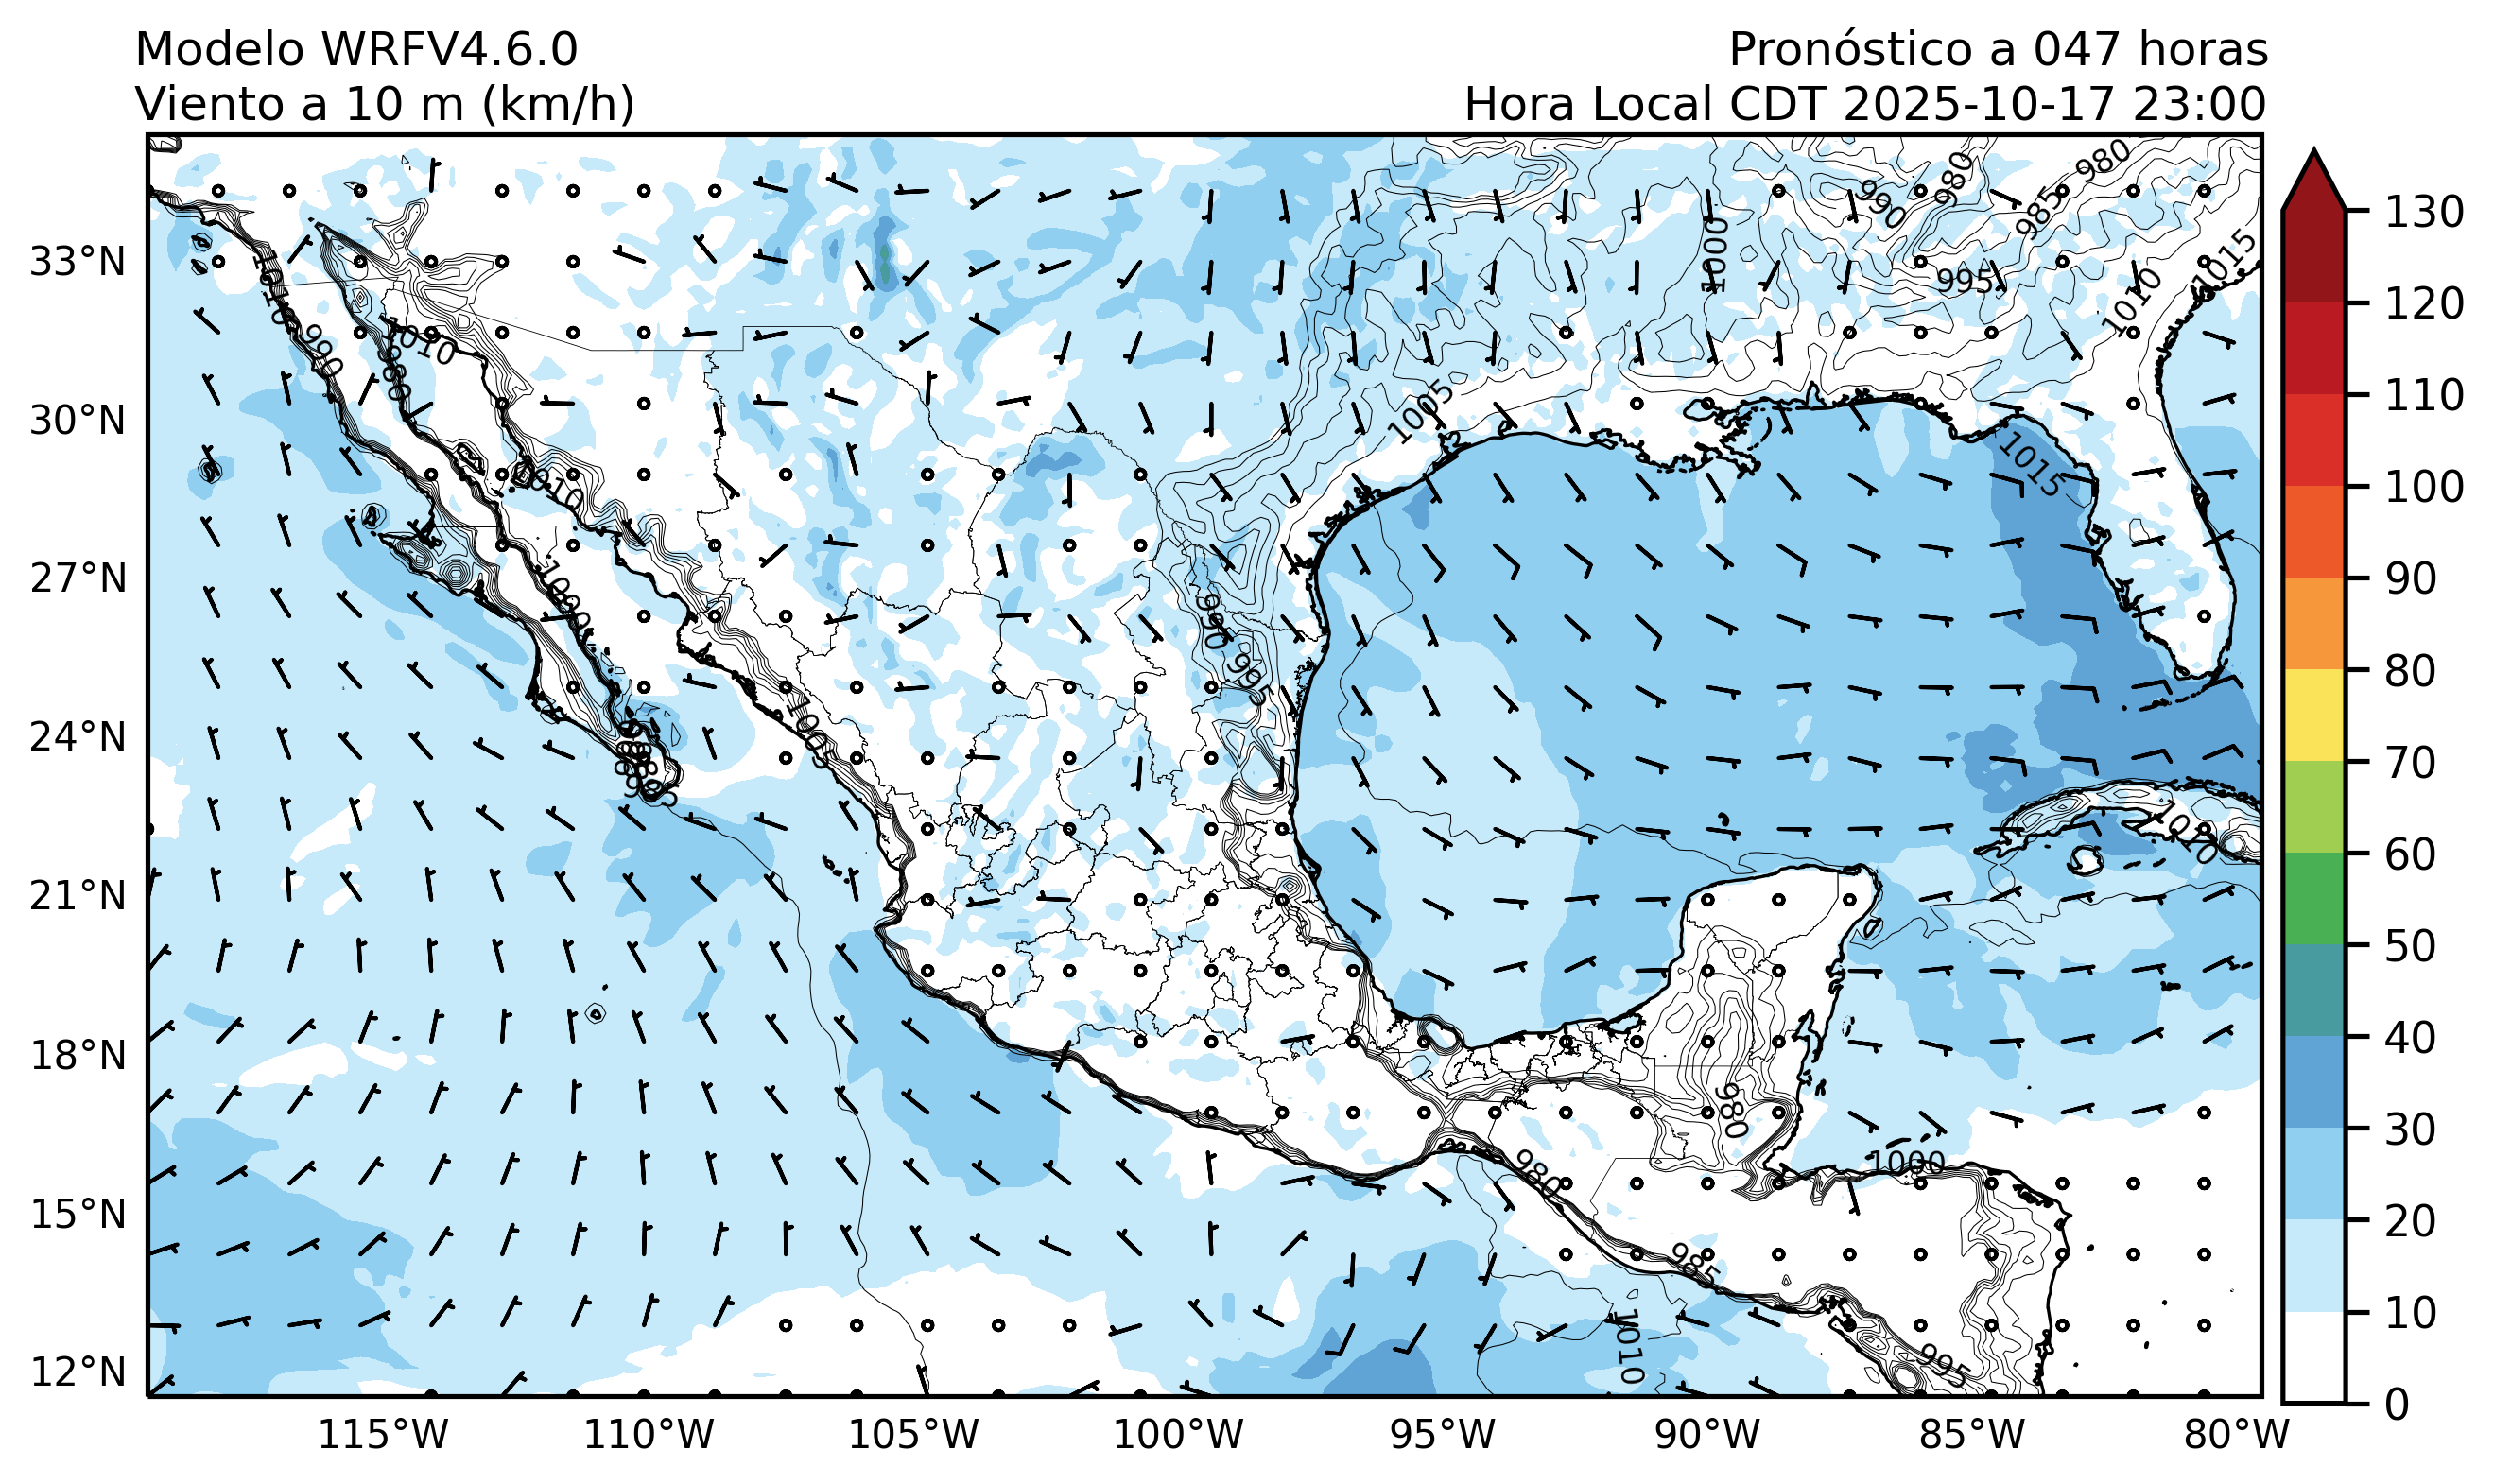 Modelo WRFV4.6.0
Pronóstico a 047 horas
Viento a 10 m (km/h)
Hora Local CDT 2025-10-17 23:00
33°N
30°N
27°N
24°N
21°N
18°N
15°N
12°N
115°W
110°W
105°W
100°W
95°W
90°W
85°W
80°W
130
120
110
100
90
80
70
60
50
40
30
20
10
0
980
980
990
985
1015
1000
995
1010
1010
980
1010
980
1005
1015
1010
1000
990
995
1005
985
1010
980
1000
980
985
1010
995